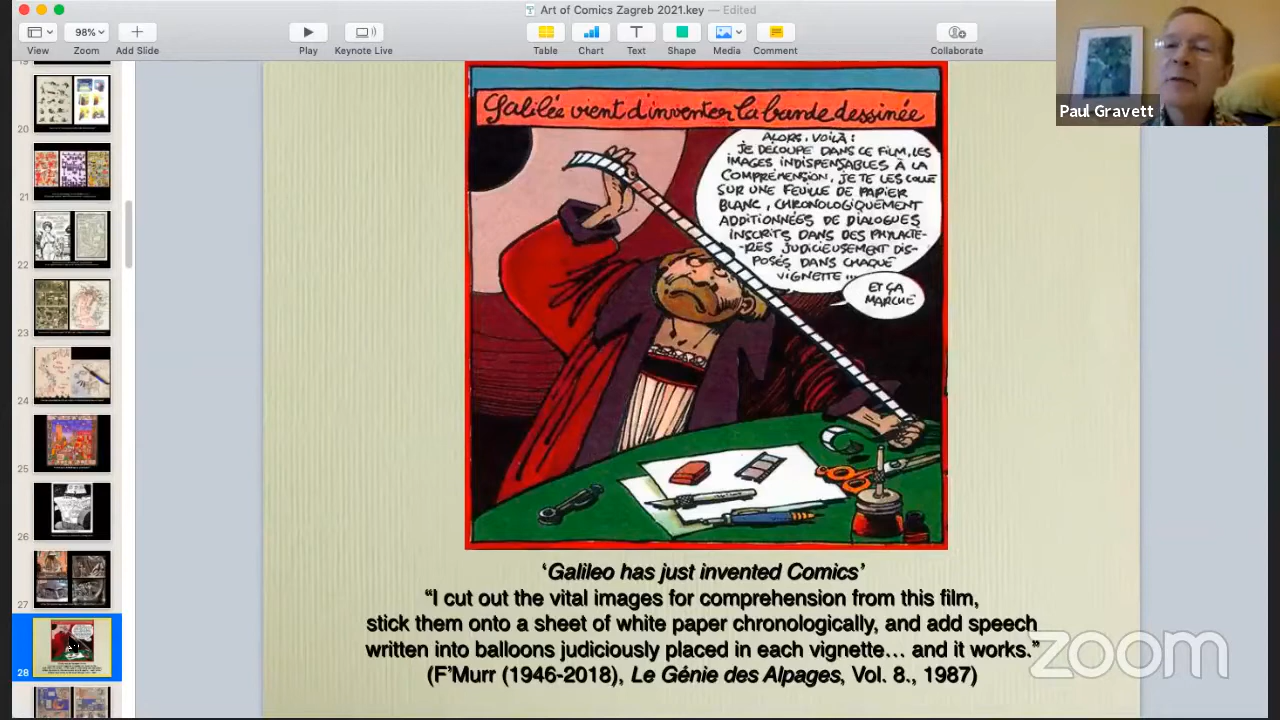 Art of Comics Zagreb 2021.key — Edited
98%
View
Zoom
Add Slide
Play
Keynote Live
Table
Chart
Text
Shape
Media
Comment
Collaborate
Paul Gravett
20
21
22
23
24
25
26
27
28
Galilée vient d'inventer la bande dessinée
ALORS, VOILÀ :
JE DÉCOUPE DANS CE FILM, LES
IMAGES INDISPENSABLES À LA
COMPRÉHENSION, JE TE LES COLLE
SUR UNE FEUILLE DE PAPIER
BLANC, CHRONOLOGIQUEMENT
ADDITIONNÉES DE DIALOGUES
INSCRITS DANS DES PHYLACTE-
-RES JUDICIEUSEMENT DIS-
POSÉS DANS CHAQUE
VIGNETTE...
ET ÇA
MARCHE
‘Galileo has just invented Comics’
“I cut out the vital images for comprehension from this film,
stick them onto a sheet of white paper chronologically, and add speech
written into balloons judiciously placed in each vignette… and it works.”
(F’Murr (1946-2018), Le Génie des Alpages, Vol. 8., 1987)
zoom